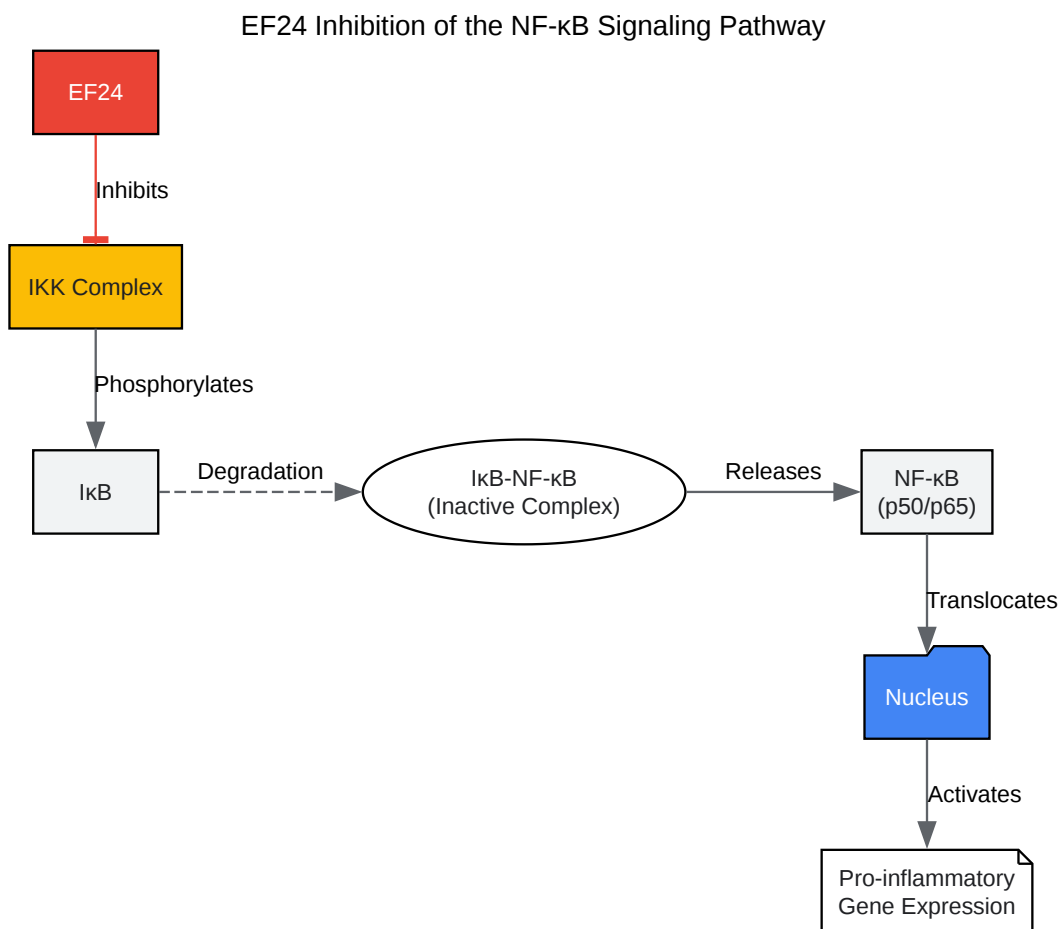 EF24 Inhibition of the NF-κB Signaling Pathway
EF24
Inhibits
IKK Complex
Phosphorylates
IκB
Degradation
IκB-NF-κB
(Inactive Complex)
Releases
NF-κB
(p50/p65)
Translocates
Nucleus
Activates
Pro-inflammatory
Gene Expression